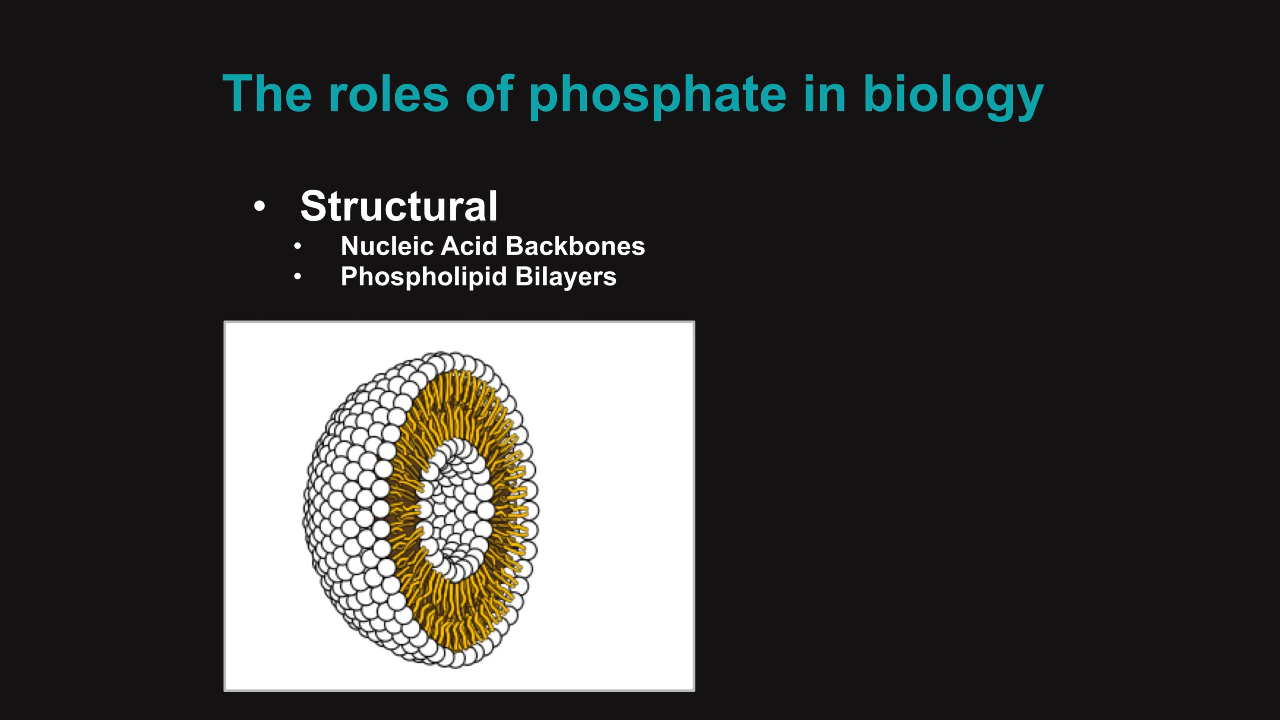 The roles of phosphate in biology
• Structural
• Nucleic Acid Backbones
• Phospholipid Bilayers